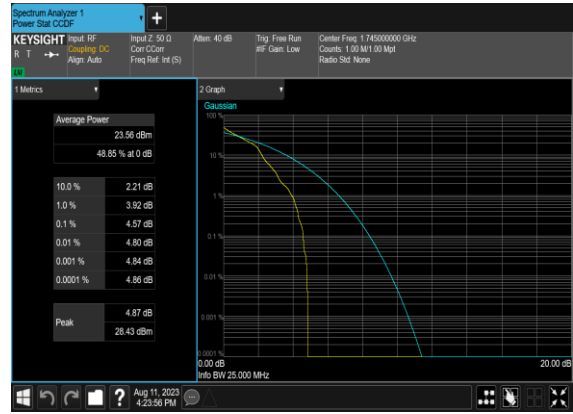 Spectrum Analyzer 1
Power Stat CCDF
KEYSIGHT
R T
LW
Input: RF
Coupling: DC
Align: Auto
Input Z: 50 Ω
Corr CCorr
Freq Ref: Int (S)
Atten: 40 dB
Trig: Free Run
#IF Gain: Low
Center Freq: 1.745000000 GHz
Counts: 1.00 M/1.00 Mpt
Radio Std: None
1 Metrics
Average Power
23.56 dBm
48.85 % at 0 dB
10.0 % 2.21 dB
1.0 % 3.92 dB
0.1 % 4.57 dB
0.01 % 4.80 dB
0.001 % 4.84 dB
0.0001 % 4.86 dB
Peak
4.87 dB
28.43 dBm
2 Graph
Gaussian
100 %
10 %
1 %
0.1 %
0.01 %
0.001 %
0.0001 %
0.00 dB
20.00 dB
Info BW 25.000 MHz
?
Aug 11, 2023
4:23:56 PM